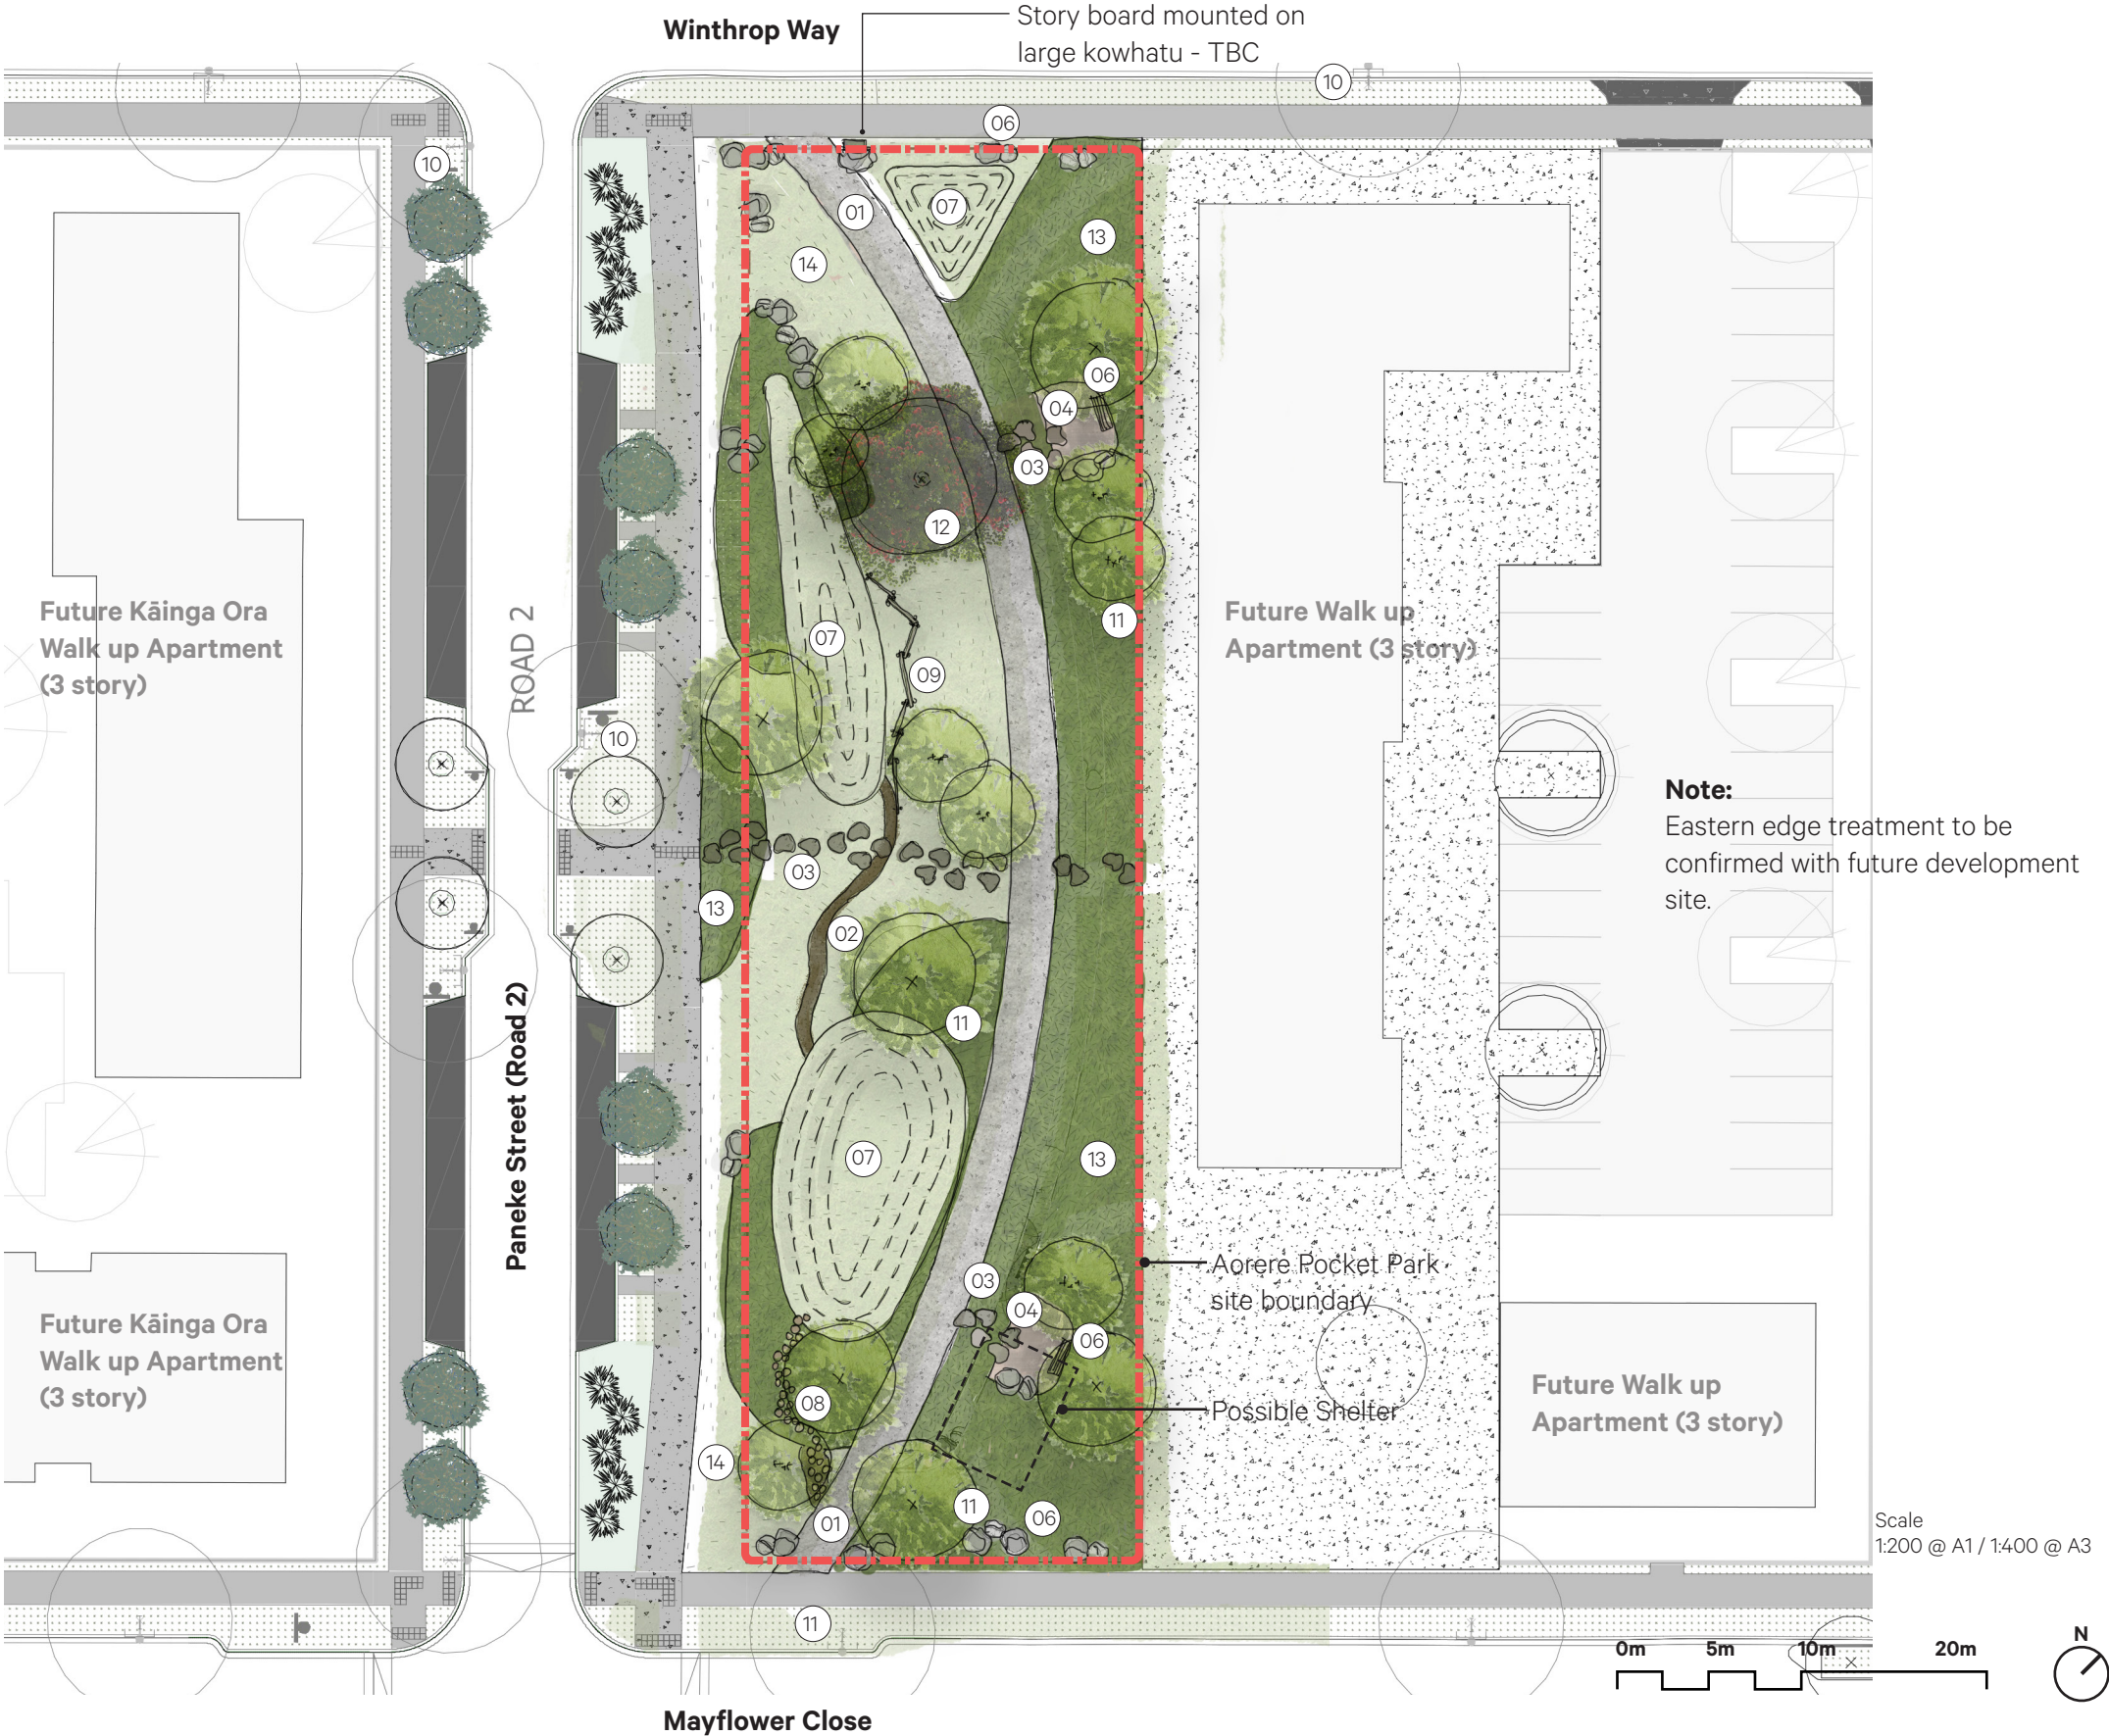 Winthrop Way
Story board mounted on
large kowhatu - TBC
10
06
10
01
07
13
14
06
04
03
12
Future Kāinga Ora
Walk up Apartment
(3 story)
ROAD 2
07
11
Future Walk up
Apartment (3 story)
09
10
Note:
Eastern edge treatment to be
confirmed with future development
site.
03
13
02
11
Paneke Street (Road 2)
07
13
Aorere Pocket Park
site boundary
03
04
06
Future Kāinga Ora
Walk up Apartment
(3 story)
08
Possible Shelter
Future Walk up
Apartment (3 story)
14
11
06
01
Scale
1:200 @ A1 / 1:400 @ A3
11
0m 5m 10m 20m
N
Mayflower Close